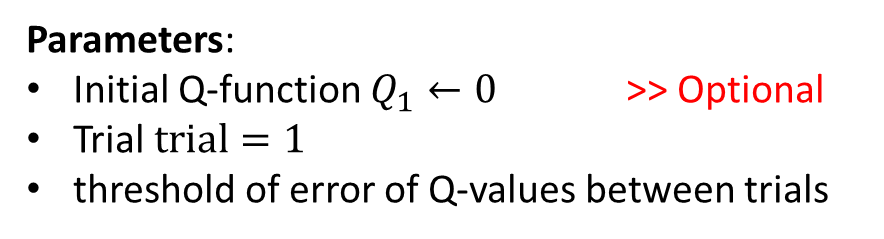 Parameters:
• Initial Q-function Q₁ ← 0 >> Optional
• Trial trial = 1
• threshold of error of Q-values between trials